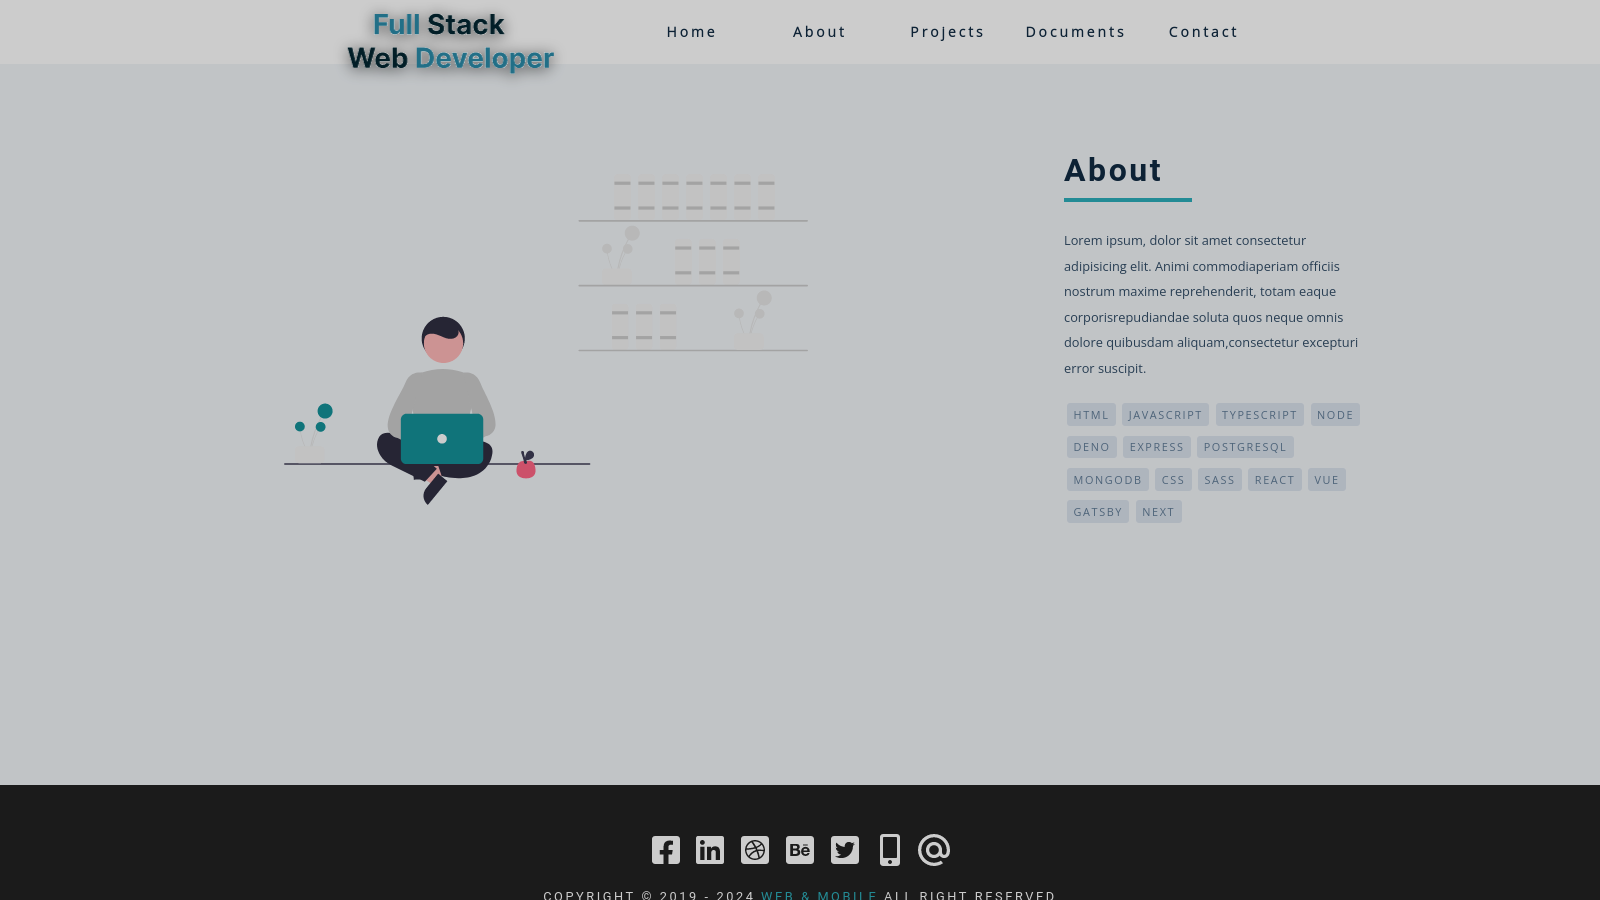 Full Stack
Web Developer
Home About Projects Documents Contact
About
Lorem ipsum, dolor sit amet consectetur
adipisicing elit. Animi commodiaperiam officiis
nostrum maxime reprehenderit, totam eaque
corporisrepudiandae soluta quos neque omnis
dolore quibusdam aliquam,consectetur excepturi
error suscipit.
HTML JAVASCRIPT TYPESCRIPT NODE
DENO EXPRESS POSTGRESQL
MONGODB CSS SASS REACT VUE
GATSBY NEXT
COPYRIGHT © 2019 - 2024 WEB & MOBILE ALL RIGHT RESERVED